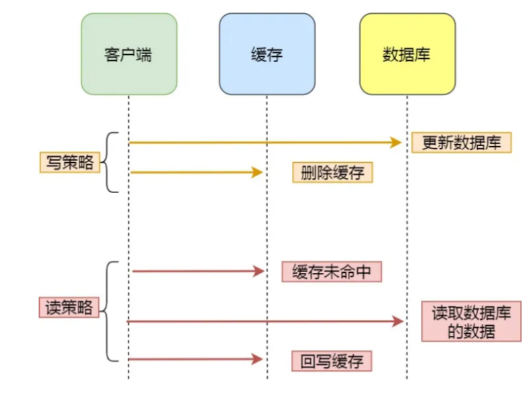 客户端
缓存
数据库
更新数据库
写策略
删除缓存
缓存未命中
读策略
读取数据库
的数据
回写缓存